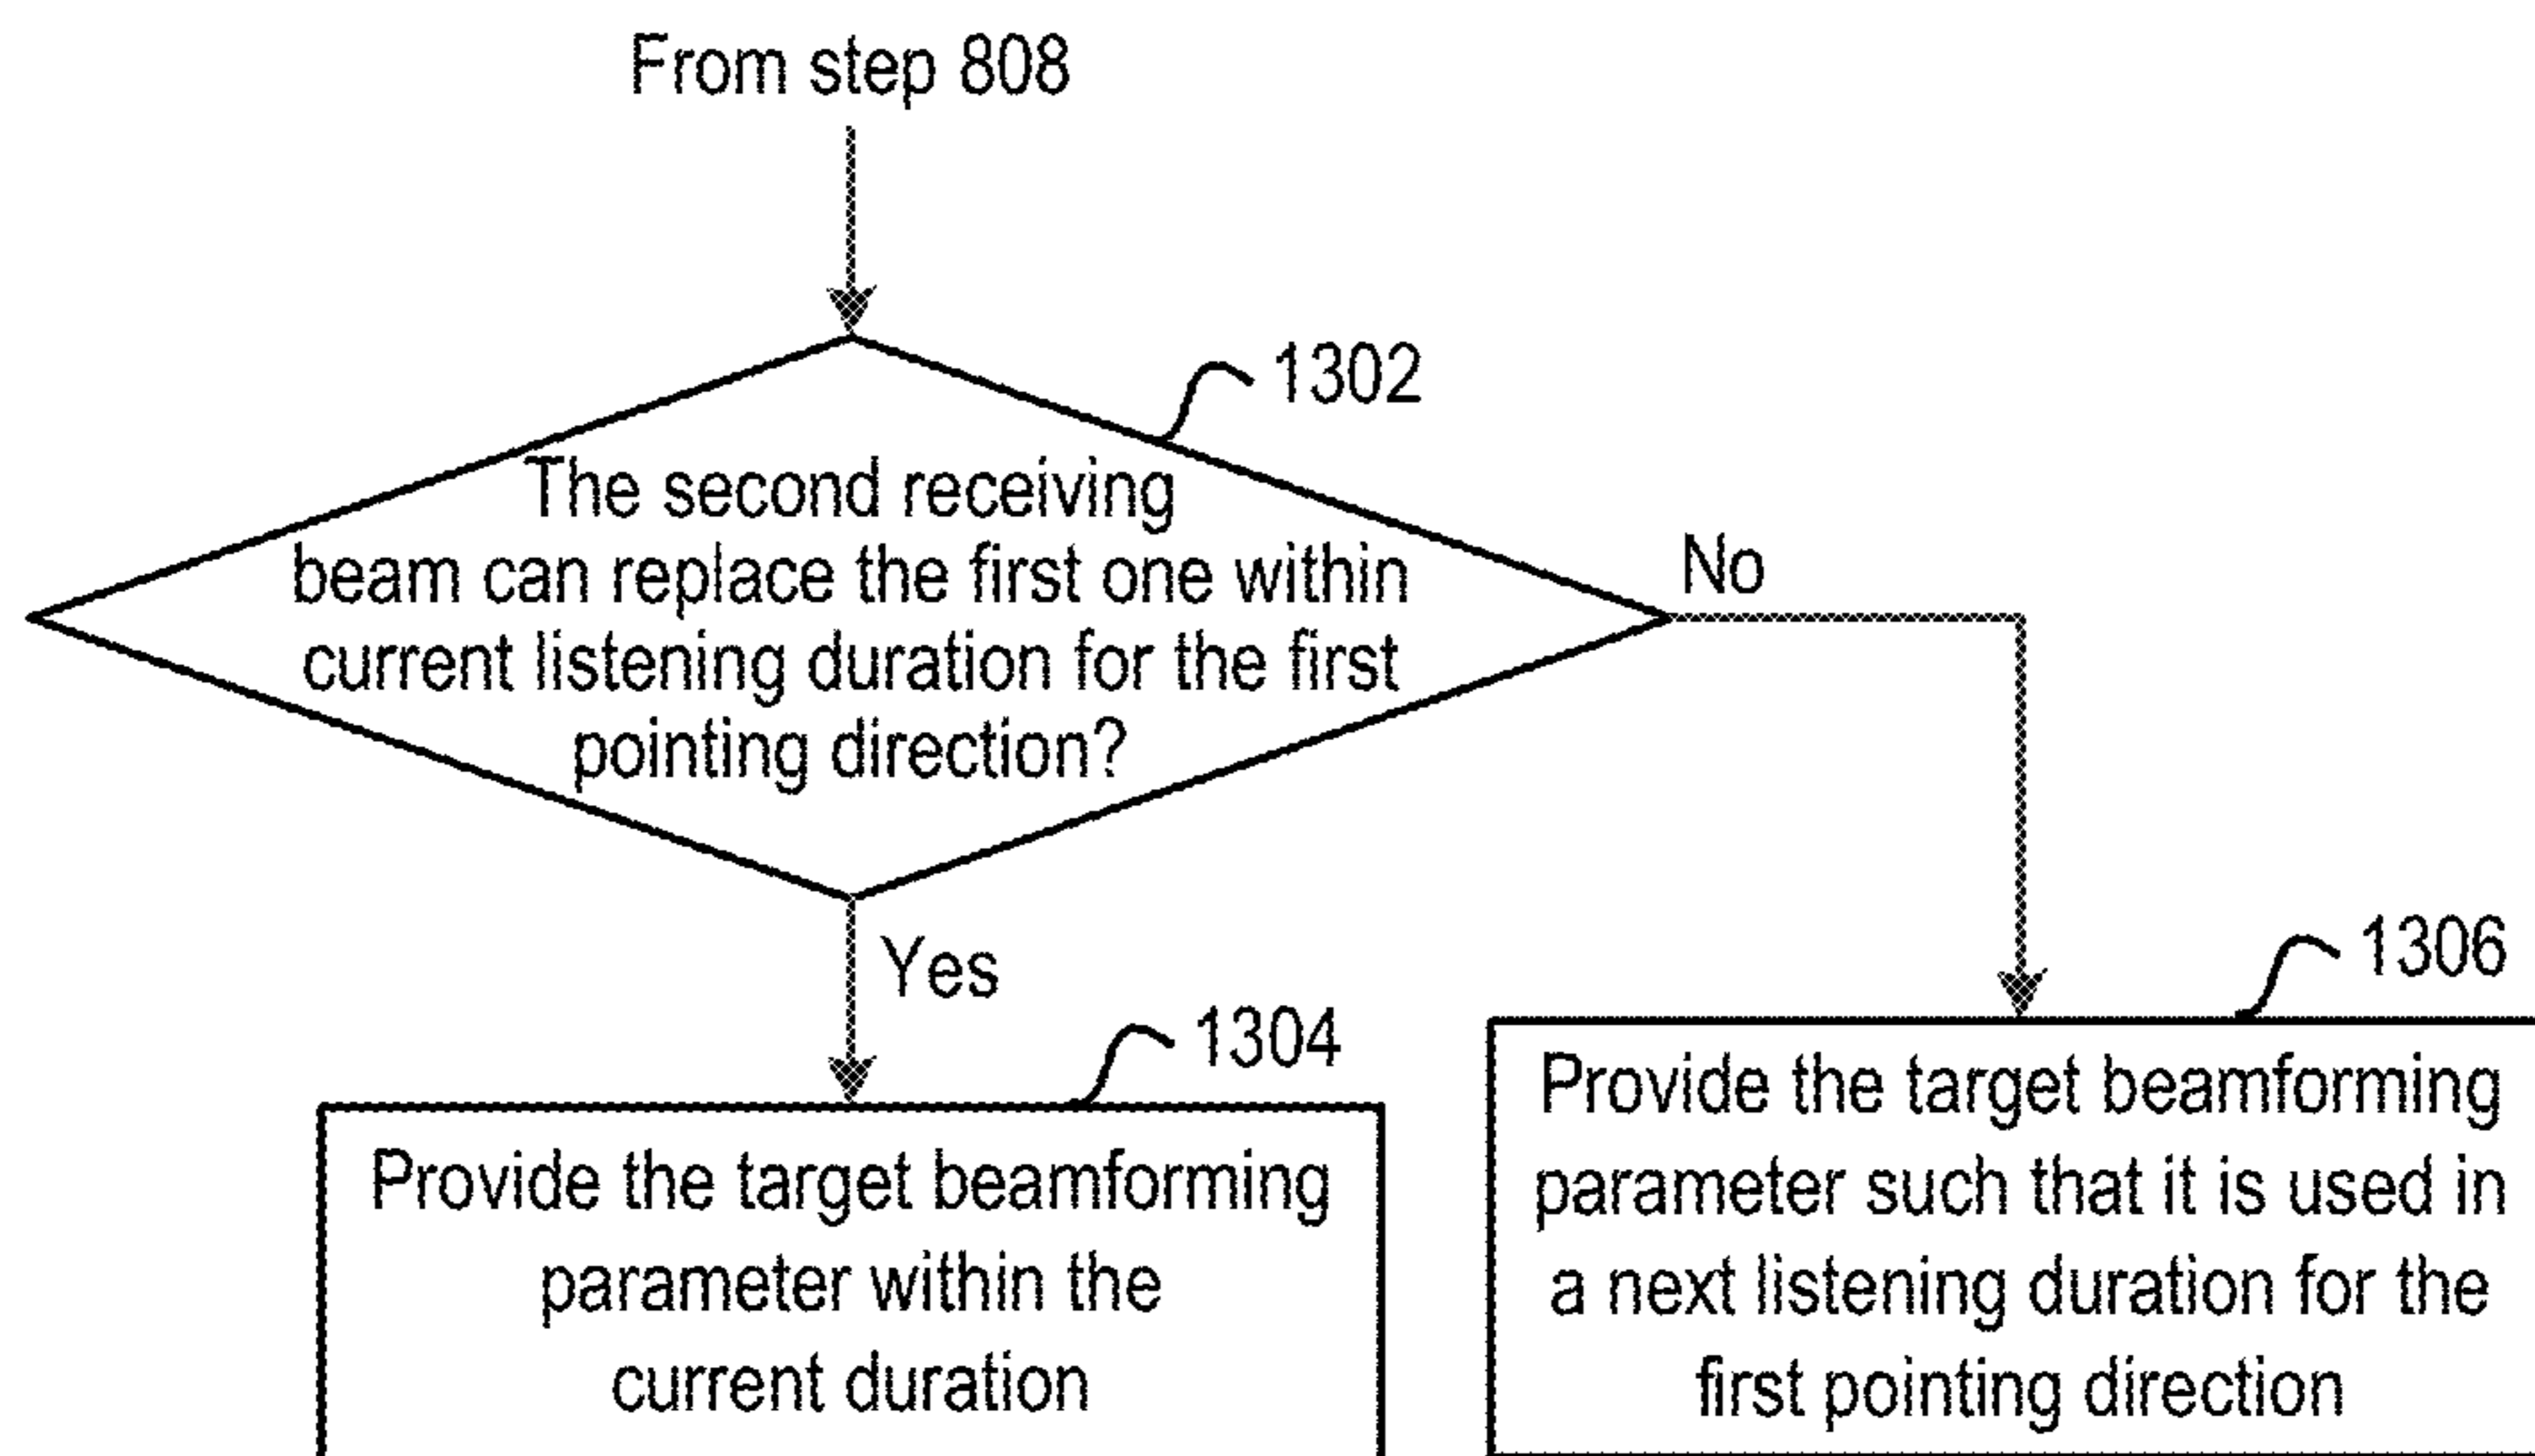 From step 808
1302
The second receiving
beam can replace the first one within
current listening duration for the first
pointing direction?
No
Yes
1304
Provide the target beamforming
parameter within the
current duration
1306
Provide the target beamforming
parameter such that it is used in
a next listening duration for the
first pointing direction